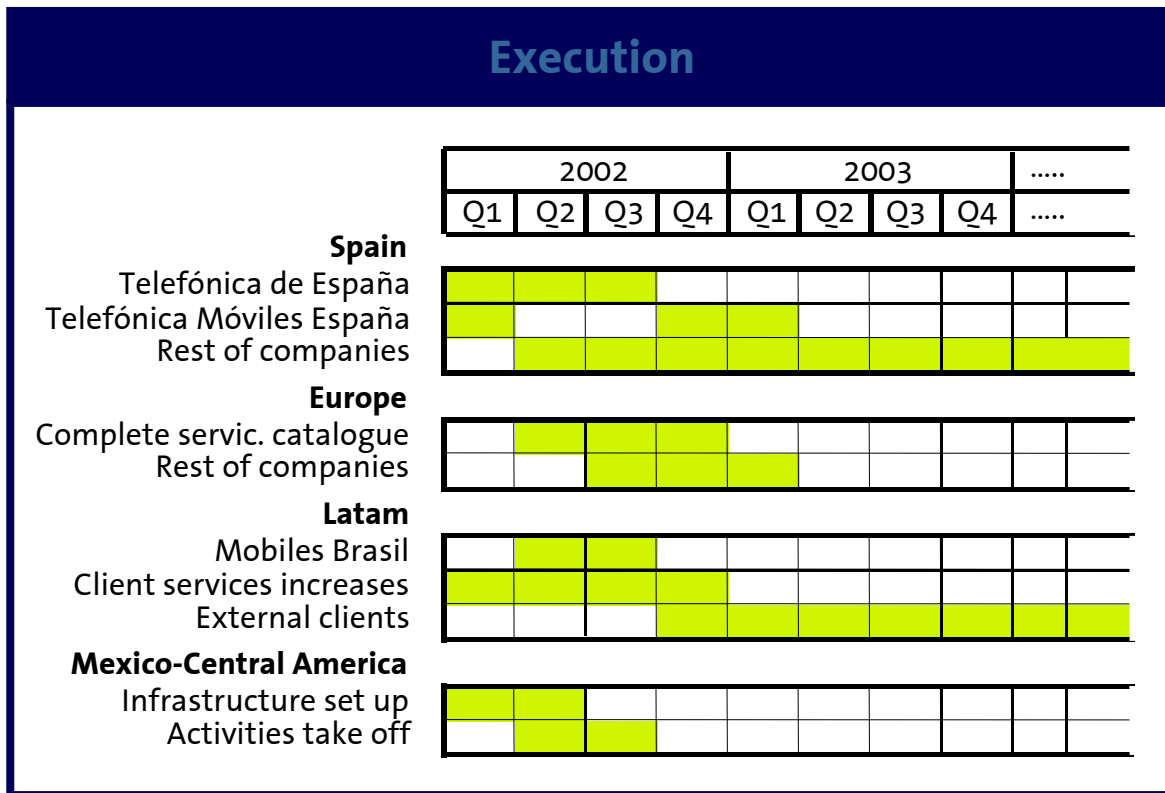 Execution
2002 2003 .....
Q1 Q2 Q3 Q4 Q1 Q2 Q3 Q4 .....
Spain
Telefónica de España
Telefónica Móviles España
Rest of companies
Europe
Complete servic. catalogue
Rest of companies
Latam
Mobiles Brasil
Client services increases
External clients
Mexico-Central America
Infrastructure set up
Activities take off